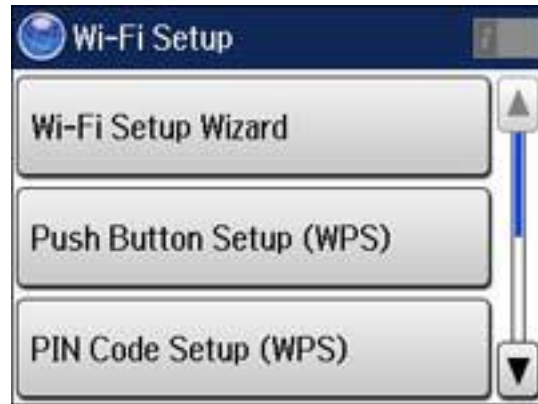 Wi-Fi Setup
Wi-Fi Setup Wizard
Push Button Setup (WPS)
PIN Code Setup (WPS)